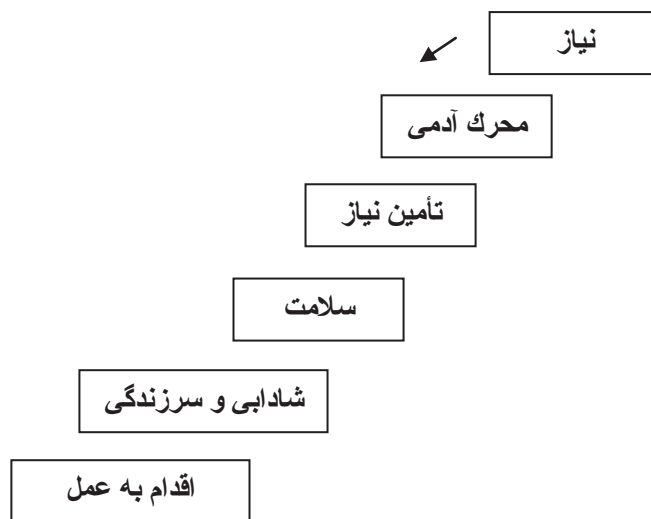 نیاز
محرك آدمی
تأمین نیاز
سلامت
شادابی و سرزندگی
اقدام به عمل